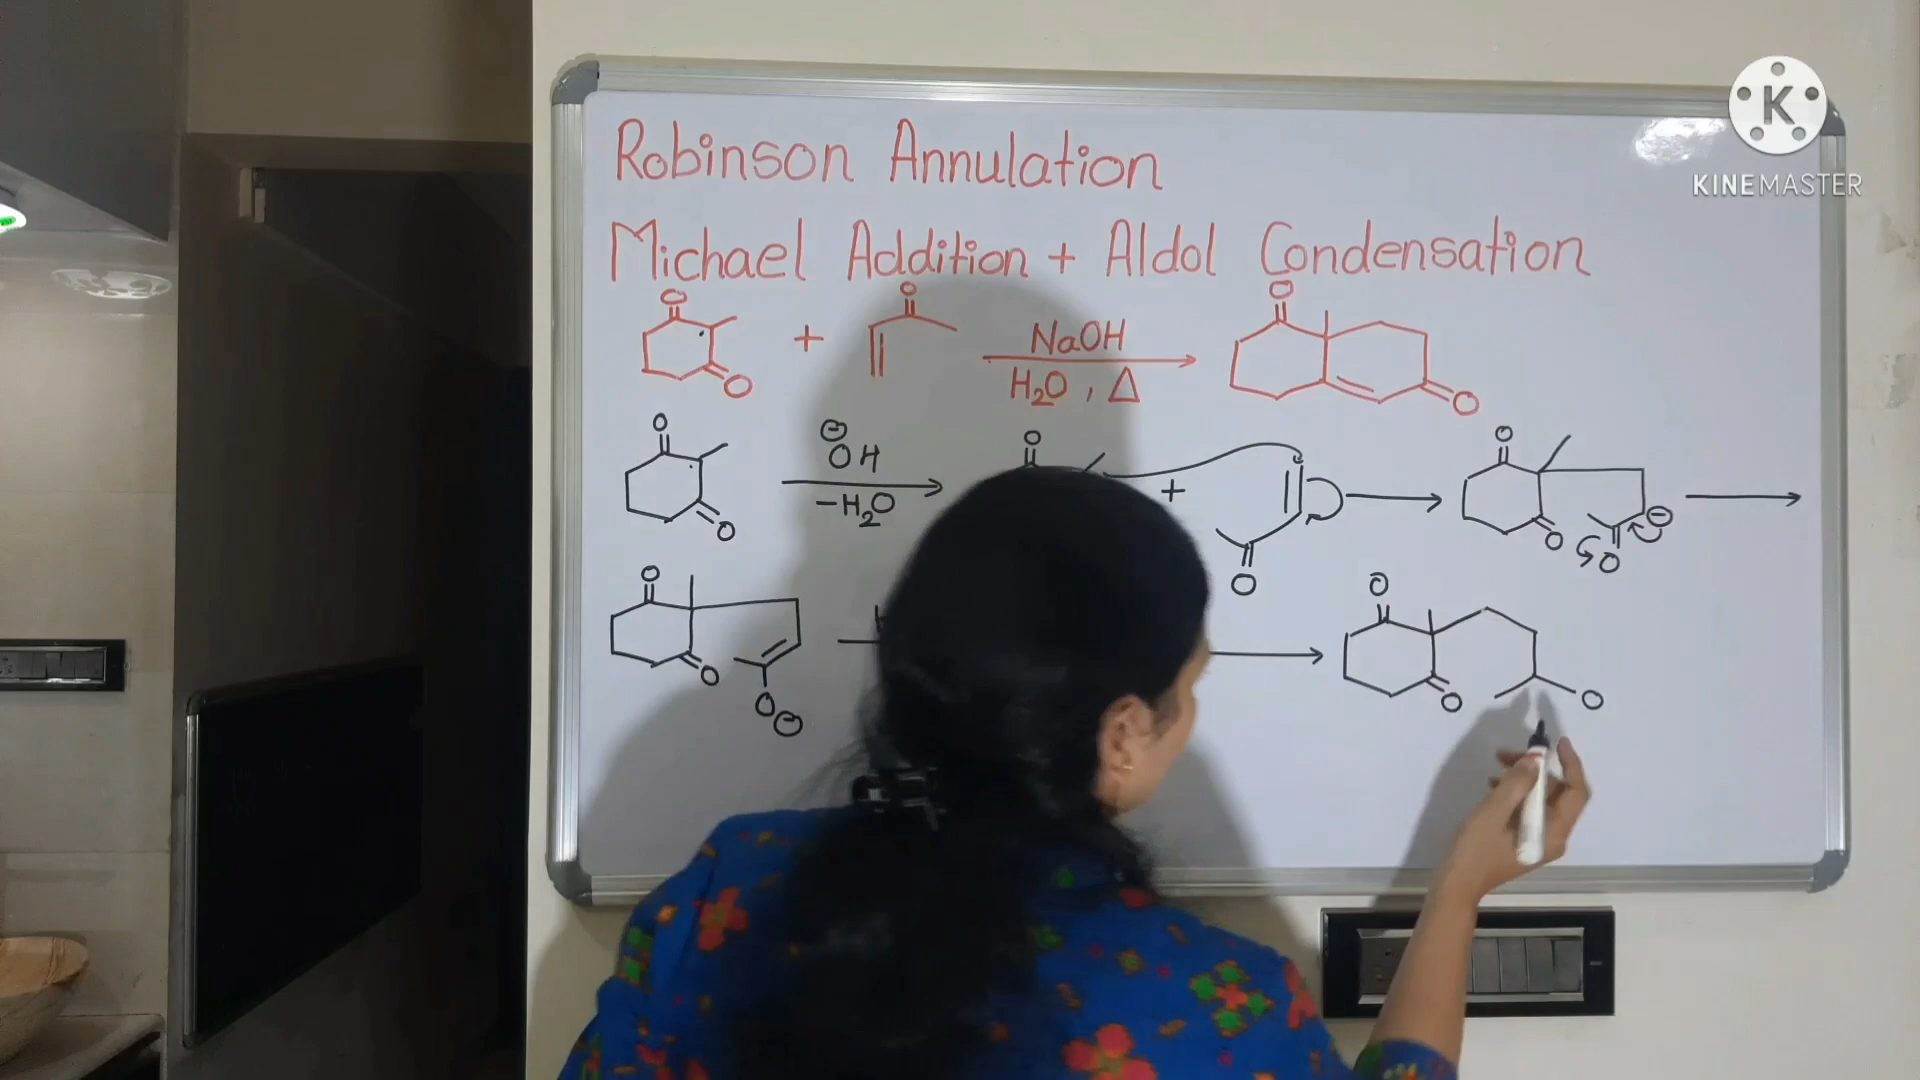 Robinson Annulation
KINEMASTER
Michael Addition + Aldol Condensation
O O + O NaOH O O
H₂O , Δ
O O ⊖OH O + O O O O ⊖
−H₂O
O O O⊖ O O O